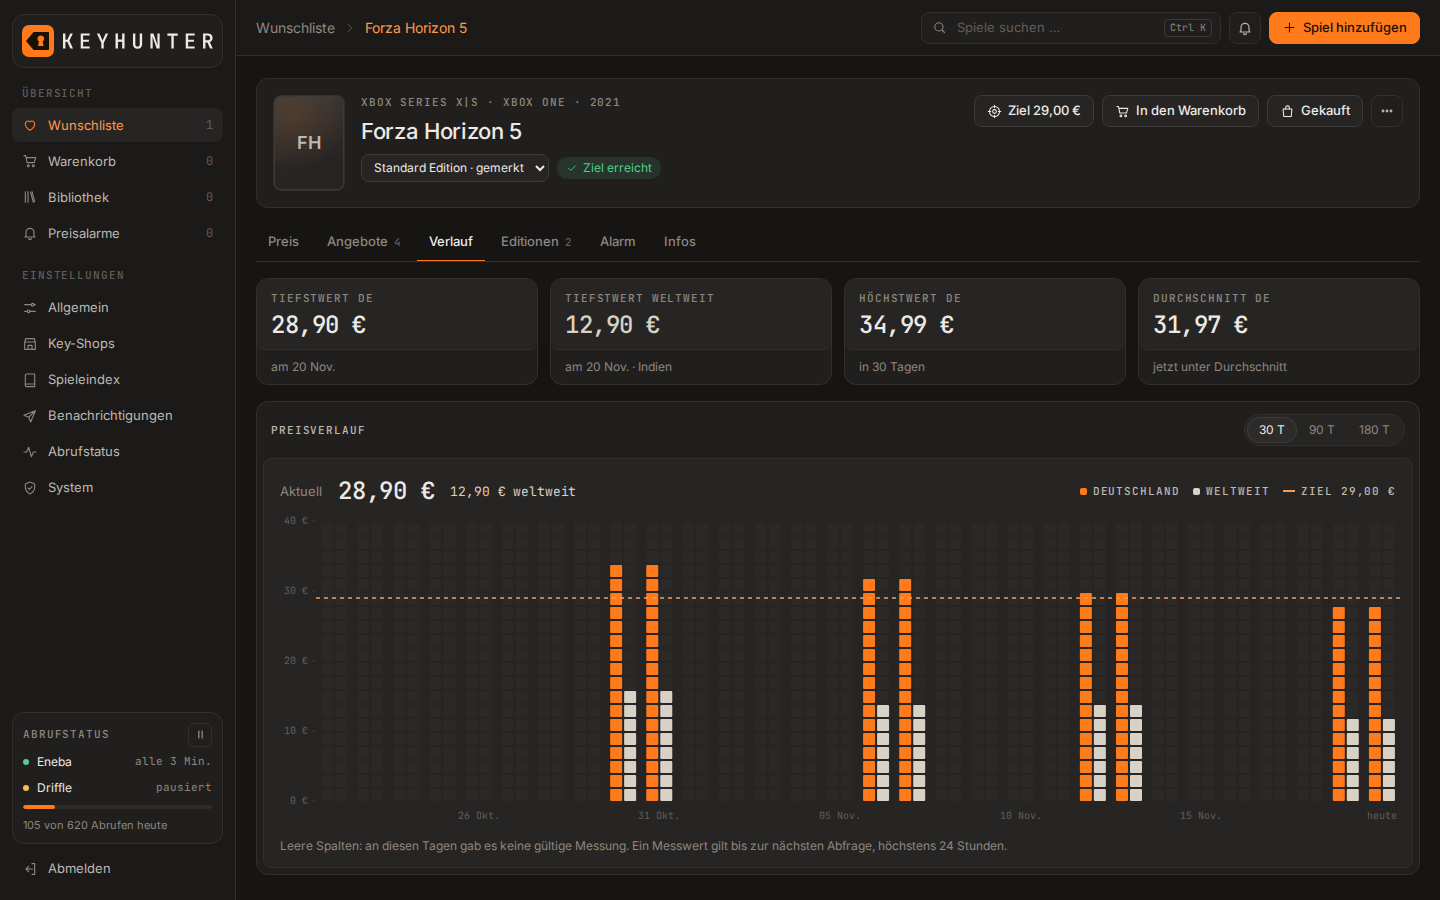 KEYHUNTER
ÜBERSICHT
Wunschliste 1
Warenkorb 0
Bibliothek 0
Preisalarme 0
EINSTELLUNGEN
Allgemein
Key-Shops
Spieleindex
Benachrichtigungen
Abrufstatus
System
ABRUFSTATUS
Eneba alle 3 Min.
Driffle pausiert
105 von 620 Abrufen heute
Abmelden
Wunschliste Forza Horizon 5
Spiele suchen ... Ctrl K
Spiel hinzufügen
FH
XBOX SERIES X|S · XBOX ONE · 2021
Forza Horizon 5
Standard Edition · gemerkt
Ziel erreicht
Ziel 29,00 €
In den Warenkorb
Gekauft
Preis
Angebote 4
Verlauf
Editionen 2
Alarm
Infos
TIEFSTWERT DE
28,90 €
am 20 Nov.
TIEFSTWERT WELTWEIT
12,90 €
am 20 Nov. · Indien
HÖCHSTWERT DE
34,99 €
in 30 Tagen
DURCHSCHNITT DE
31,97 €
jetzt unter Durchschnitt
PREISVERLAUF
30 T 90 T 180 T
Aktuell 28,90 € 12,90 € weltweit
DEUTSCHLAND WELTWEIT ZIEL 29,00 €
40 €
30 €
20 €
10 €
0 €
26 Okt. 31 Okt. 05 Nov. 10 Nov. 15 Nov. heute
Leere Spalten: an diesen Tagen gab es keine gültige Messung. Ein Messwert gilt bis zur nächsten Abfrage, höchstens 24 Stunden.